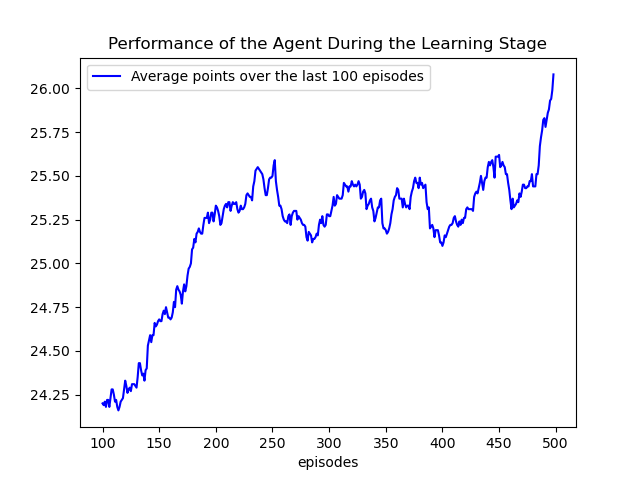 Performance of the Agent During the Learning Stage
Average points over the last 100 episodes
26.00
25.75
25.50
25.25
25.00
24.75
24.50
24.25
100 150 200 250 300 350 400 450 500
episodes